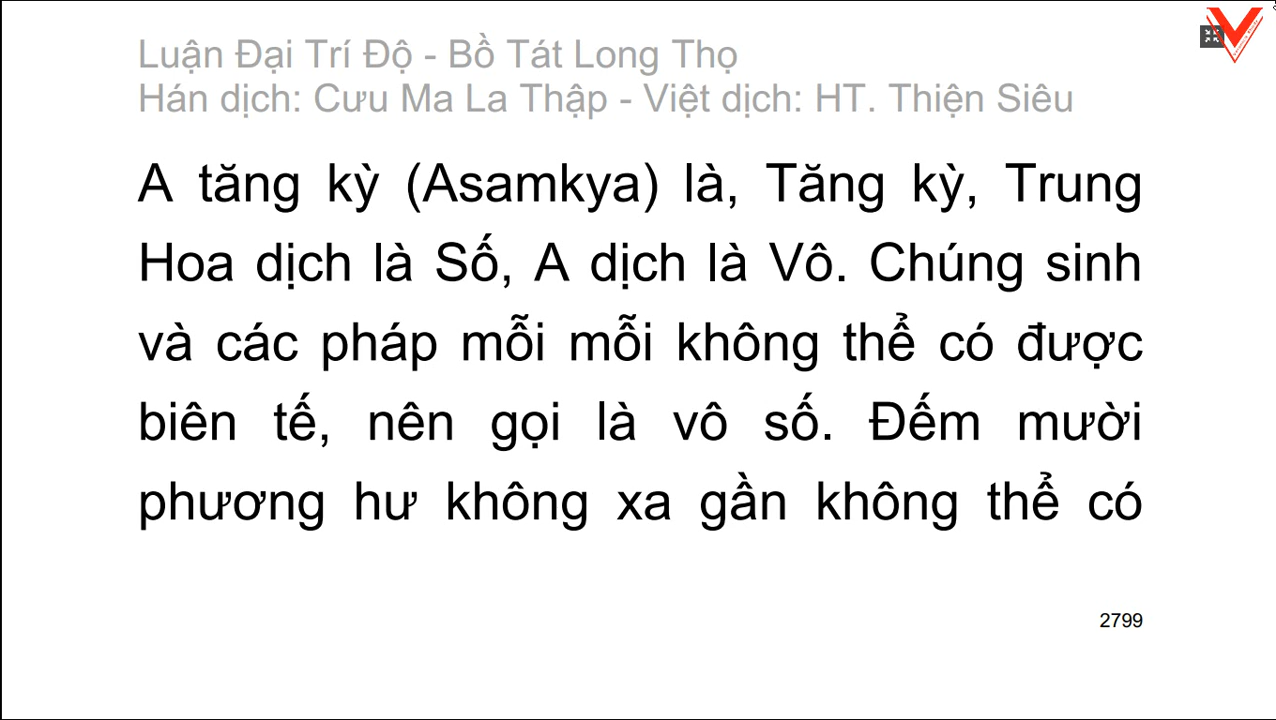 Luận Đại Trí Độ - Bồ Tát Long Thọ
Hán dịch: Cưu Ma La Thập - Việt dịch: HT. Thiện Siêu
A tăng kỳ (Asamkya) là, Tăng kỳ, Trung
Hoa dịch là Số, A dịch là Vô. Chúng sinh
và các pháp mỗi mỗi không thể có được
biên tế, nên gọi là vô số. Đếm mười
phương hư không xa gần không thể có
2799